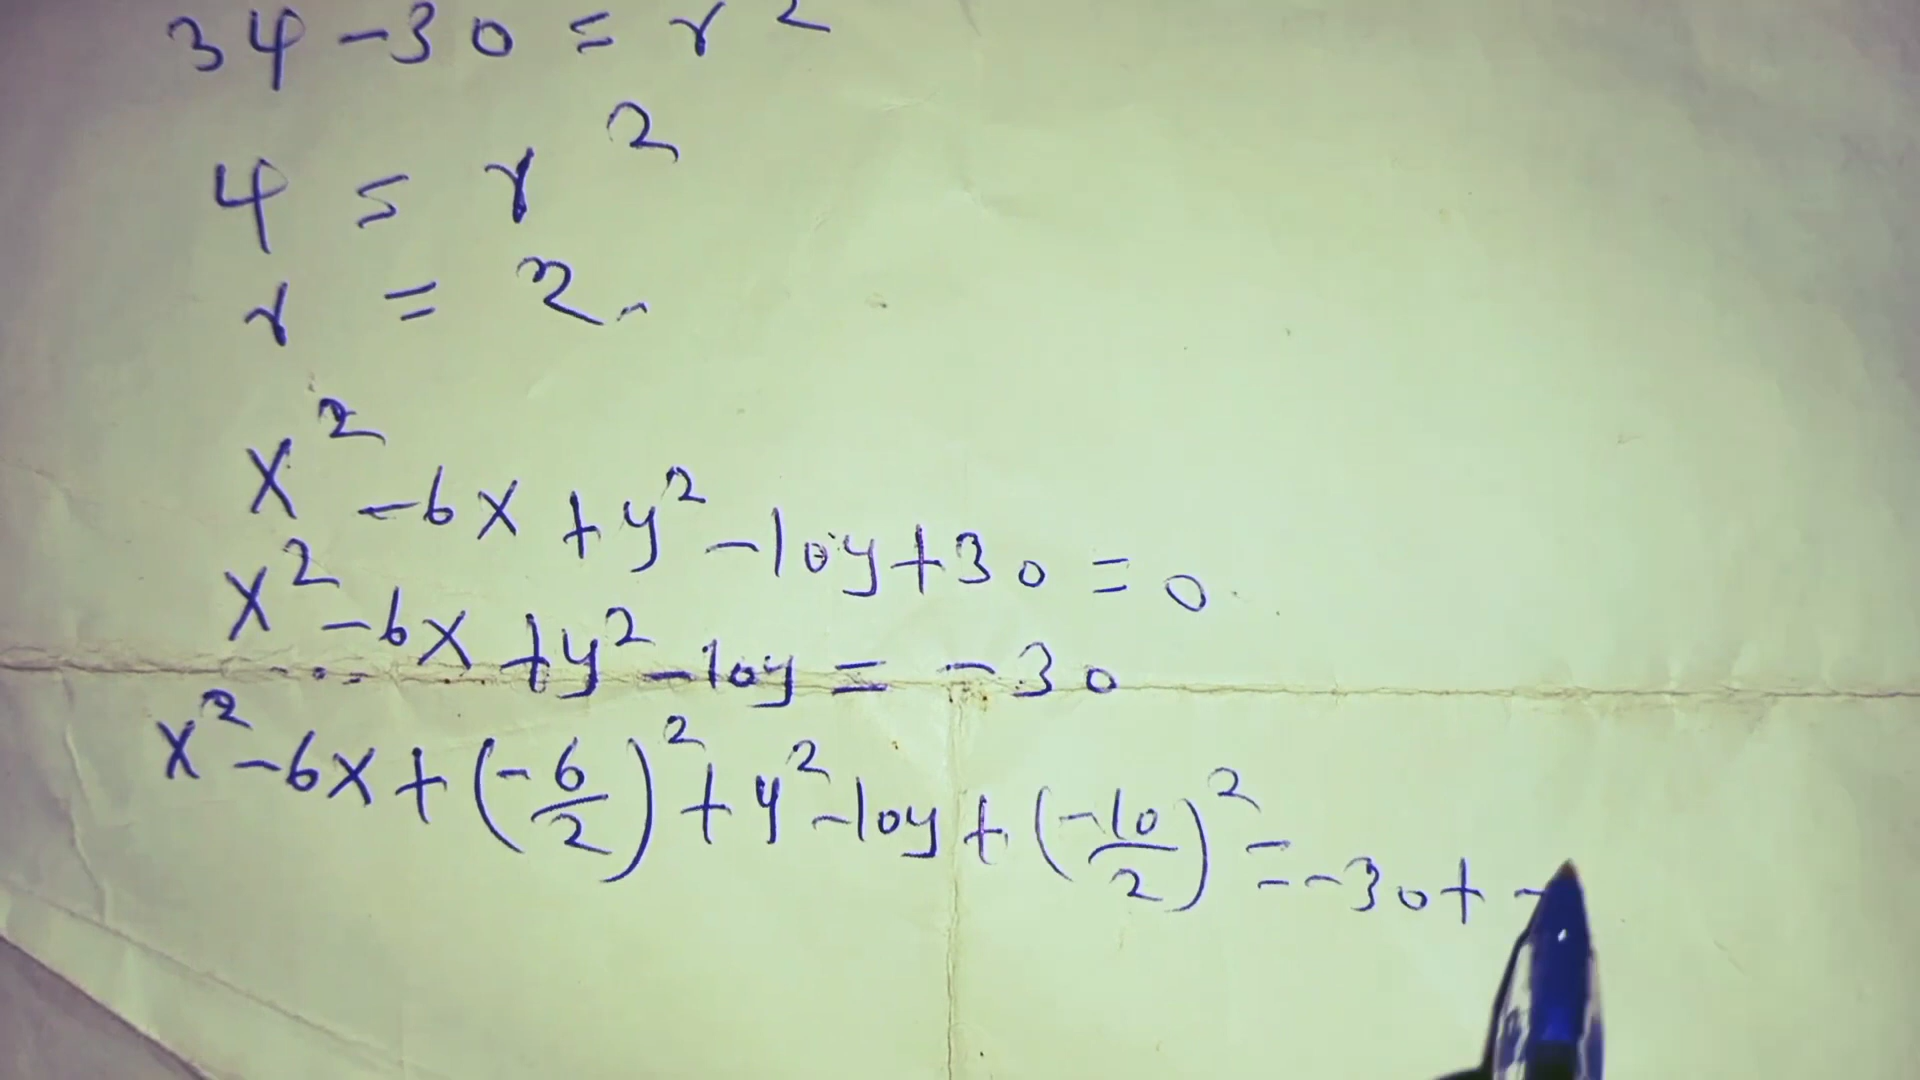 34 - 30 = r²
4 = r²
r = 2.
x² - 6x + y² - 10y + 30 = 0
x² - 6x + y² - 10y = -30
x² - 6x + (-6/2)² + y² - 10y + (-10/2)² = -30 +